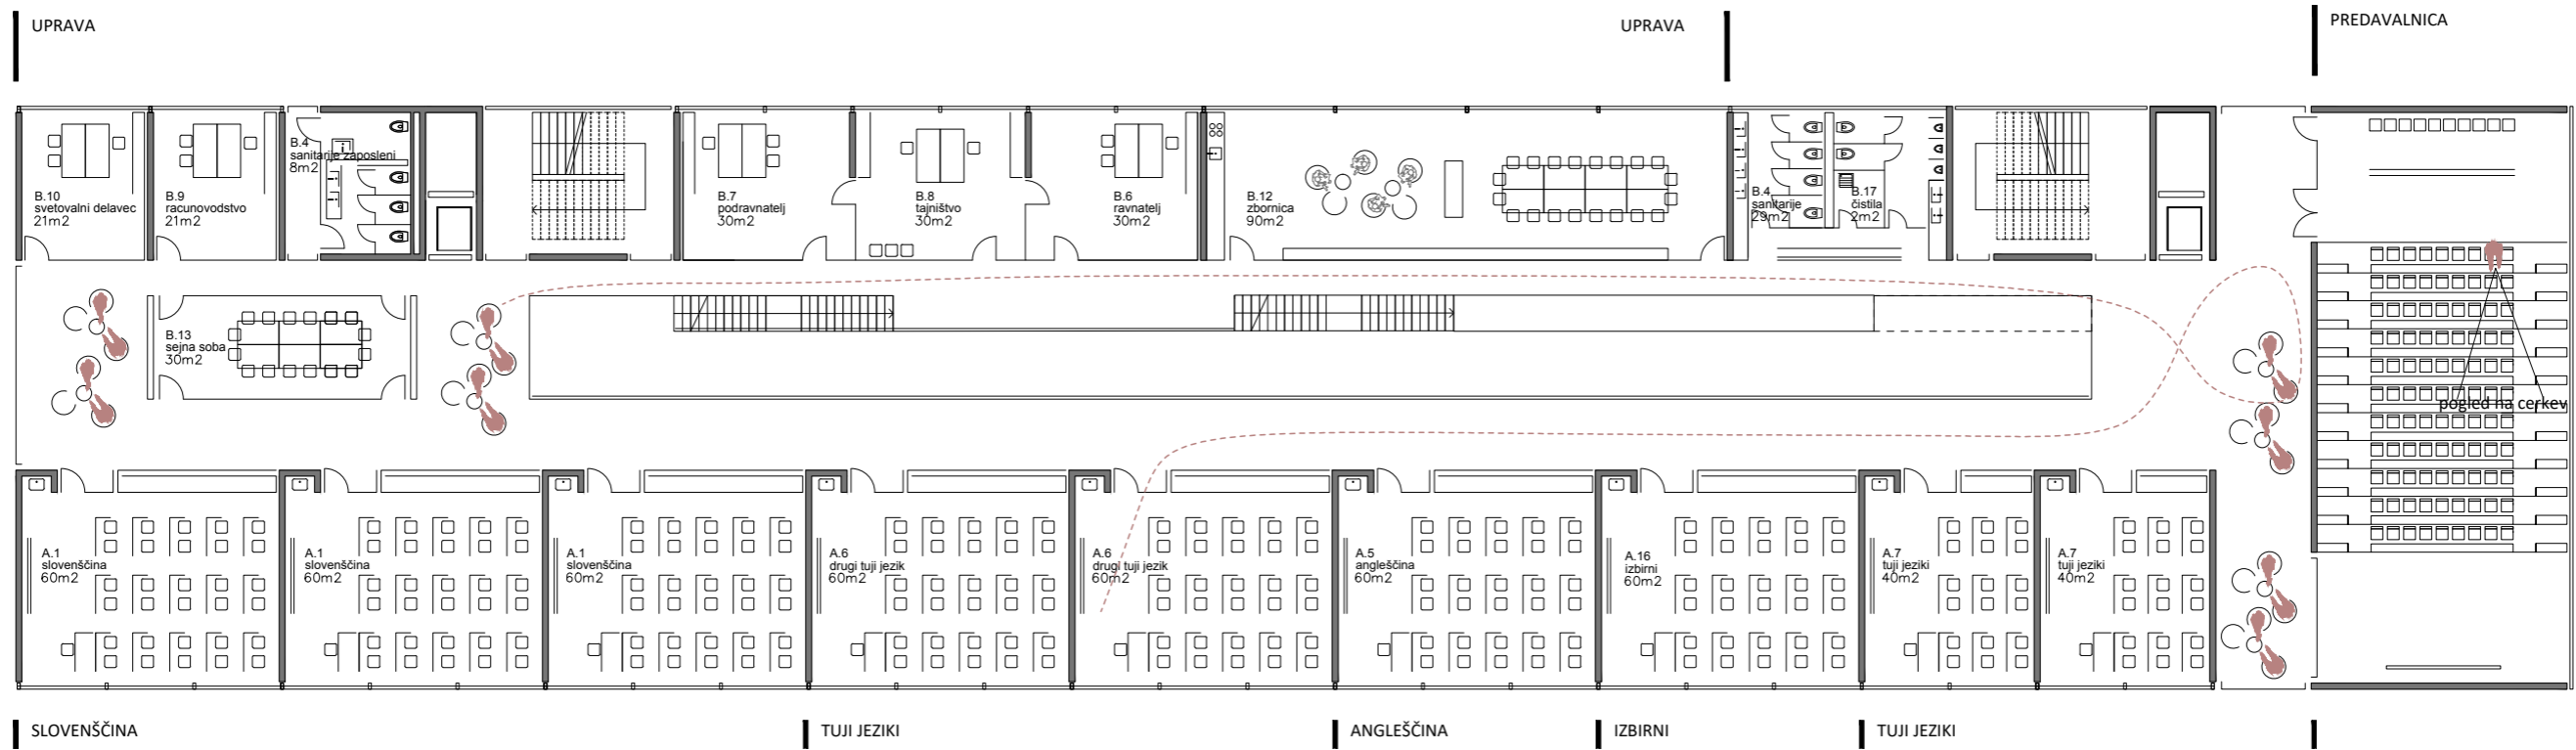 UPRAVA
UPRAVA
PREDAVALNICA
B.10
svetovalni delavec
21m2
B.9
racunovodstvo
21m2
B.4
sanitarije zaposleni
8m2
B.7
podravnatelj
30m2
B.8
tajništvo
30m2
B.6
ravnatelj
30m2
B.12
zbornica
90m2
B.4
sanitarije
29m2
B.17
čistila
2m2
B.13
sejna soba
30m2
pogled na cerkev
A.1
slovenščina
60m2
A.1
slovenščina
60m2
A.1
slovenščina
60m2
A.6
drugi tuji jezik
60m2
A.6
drugi tuji jezik
60m2
A.5
angleščina
60m2
A.16
izbirni
60m2
A.7
tuji jeziki
40m2
A.7
tuji jeziki
40m2
SLOVENŠČINA
TUJI JEZIKI
ANGLEŠČINA
IZBIRNI
TUJI JEZIKI